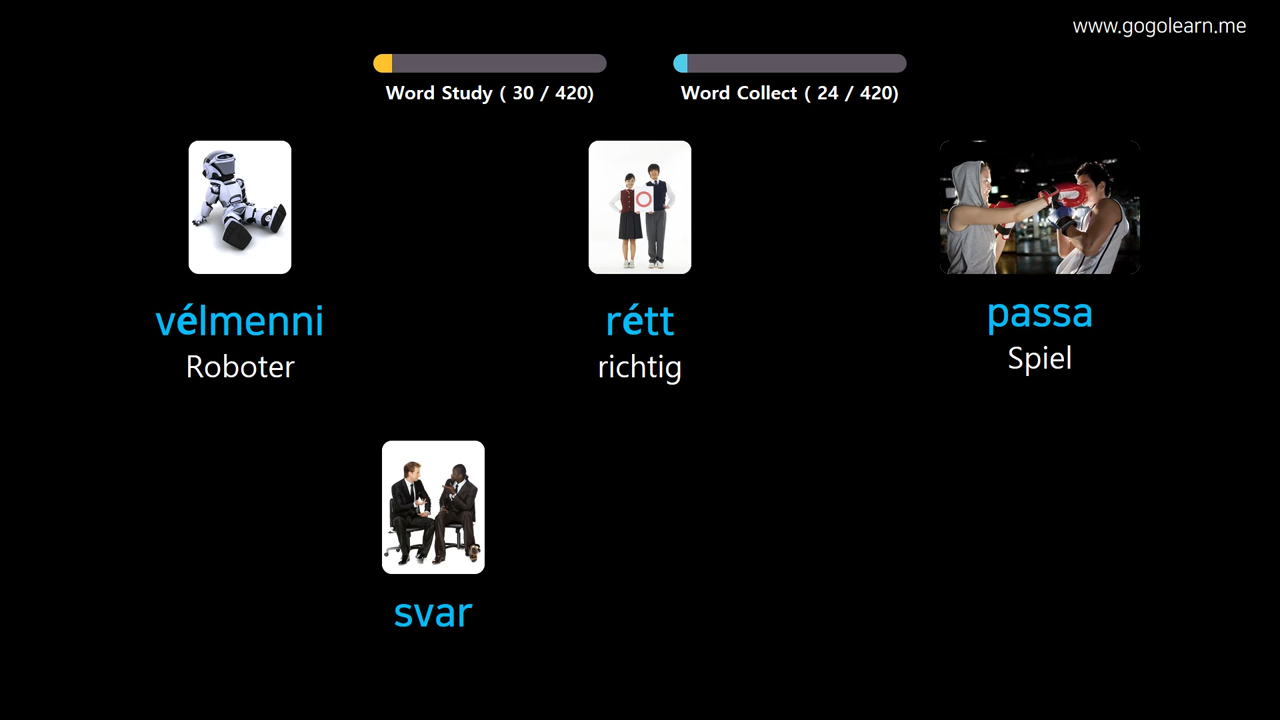 www.gogolearn.me
Word Study ( 30 / 420)
Word Collect ( 24 / 420)
vélmenni
Roboter
rétt
richtig
passa
Spiel
svar